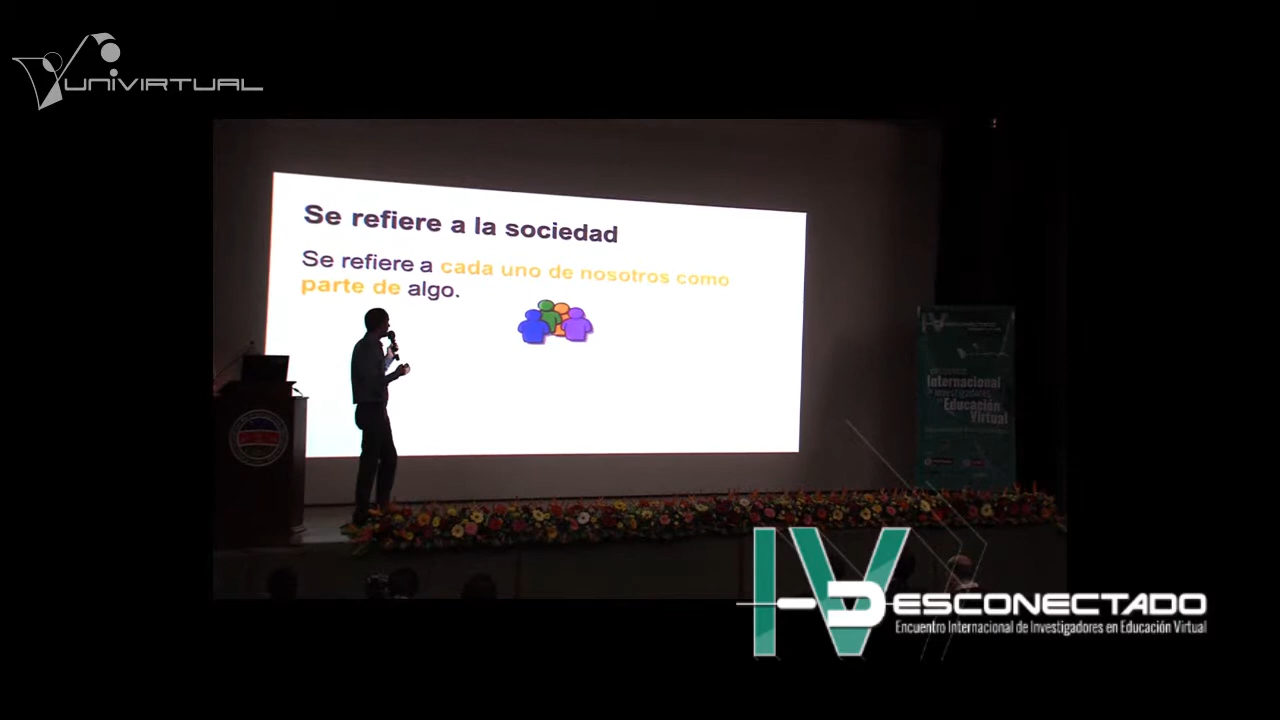 UNIVIRTUAL
Se refiere a la sociedad
Se refiere a cada uno de nosotros como
parte de algo.
Internacional
Educación
Virtual
IV DESCONECTADO
Encuentro Internacional de Investigadores en Educación Virtual